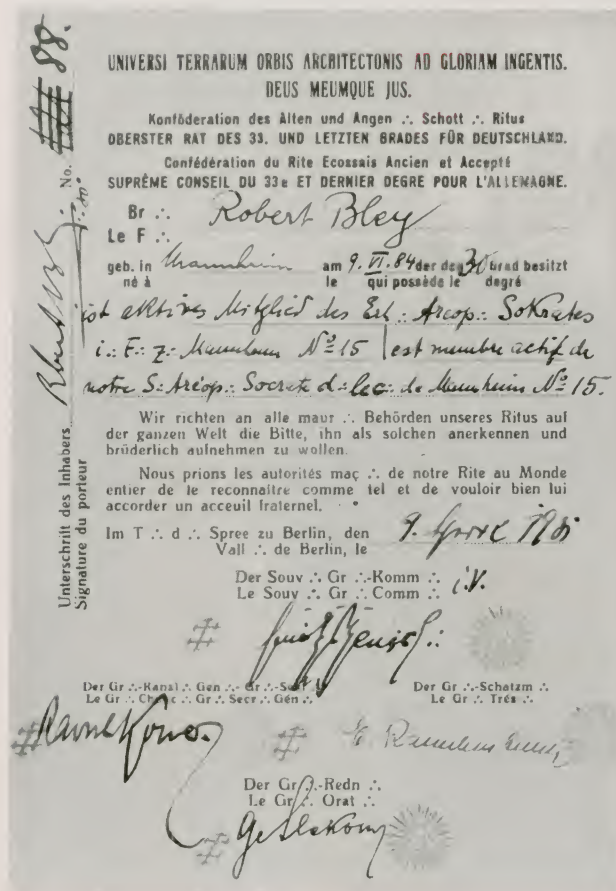 UNIVERSI TERRARUM ORBIS ARCHITECTONIS AD GLORIAM INGENTIS.
DEUS MEUMQUE JUS.
Konföderation des Alten und Angen ∴ Schott ∴ Ritus
OBERSTER RAT DES 33. UND LETZTEN GRADES FÜR DEUTSCHLAND.
Confédération du Rite Ecossais Ancien et Accepté
SUPRÊME CONSEIL DU 33e ET DERNIER DEGRE POUR L'ALLEMAGNE.
Br ∴ Robert Bley
Le F ∴
geb. in Mannheim am 9. VI. 84 der den 30 Grad besitzt
né à le qui possède le degré
ist aktives Mitglied des Erl ∴ Areop ∴ Sokrates
i ∴ E ∴ z ∴ Mannheim Nº 15 | est membre actif de
notre S ∴ Aréop ∴ Socrate d ∴ lec ∴ de Mannheim Nº 15.
Wir richten an alle maur ∴ Behörden unseres Ritus auf
der ganzen Welt die Bitte, ihn als solchen anerkennen und
brüderlich aufnehmen zu wollen.
Nous prions les autorités maç ∴ de notre Rite au Monde
entier de le reconnaître comme tel et de vouloir bien lui
accorder un acceuil fraternel.
Im T ∴ d ∴ Spree zu Berlin, den 9.
Vall ∴ de Berlin, le
Der Souv ∴ Gr ∴-Komm ∴ i.V.
Le Souv ∴ Gr ∴ Comm ∴
Der Gr ∴-Kanzl ∴ Gen ∴- Gr ∴-Sekr ∴
Le Gr ∴ Chanc ∴ Gr ∴ Secr ∴ Gén ∴
Der Gr ∴-Schatzm ∴
Le Gr ∴ Trés ∴
Der Gr ∴-Redn ∴
Le Gr ∴ Orat ∴
Unterschrift des Inhabers
Signature du porteur
No. 88.